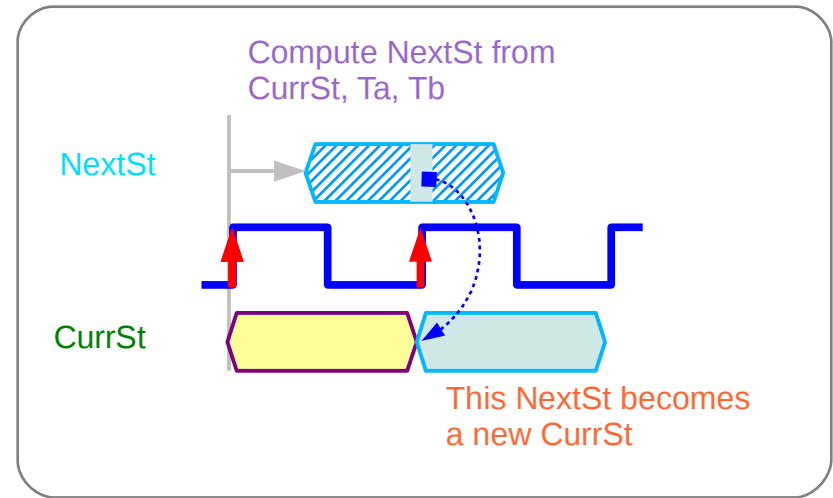 Compute NextSt from
CurrSt, Ta, Tb
NextSt
CurrSt
This NextSt becomes
a new CurrSt